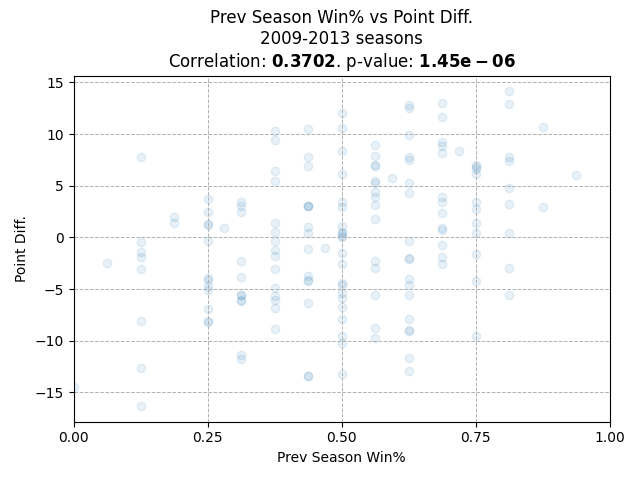 Prev Season Win% vs Point Diff.
2009-2013 seasons
Correlation: 0.3702. p-value: 1.45e − 06
15
10
5
0
−5
−10
−15
Point Diff.
0.00 0.25 0.50 0.75 1.00
Prev Season Win%